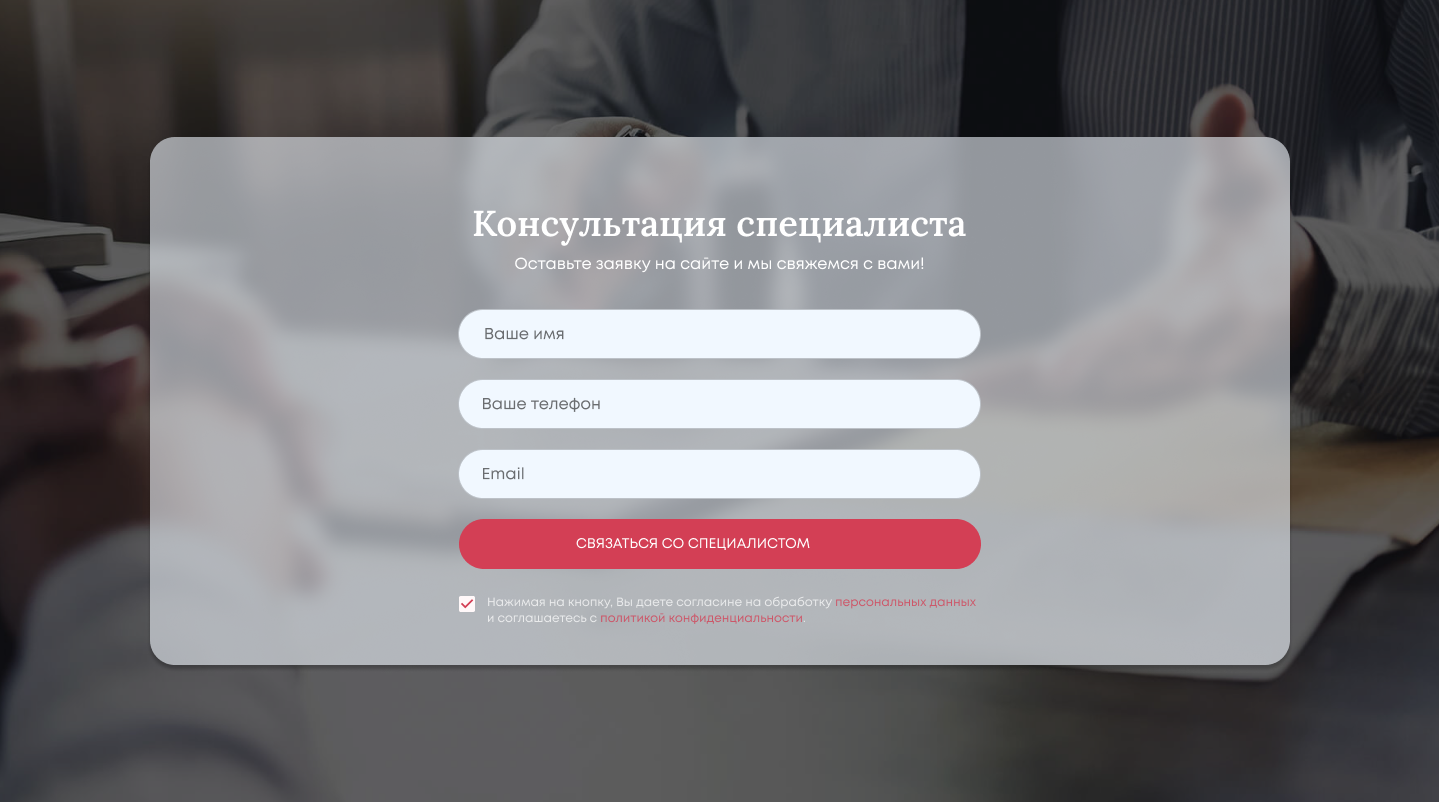 Консультация специалиста
Оставьте заявку на сайте и мы свяжемся с вами!
Ваше имя
Ваше телефон
Email
СВЯЗАТЬСЯ СО СПЕЦИАЛИСТОМ
Нажимая на кнопку, Вы даете согласине на обработку персональных данных
и соглашаетесь с политикой конфиденциальности.